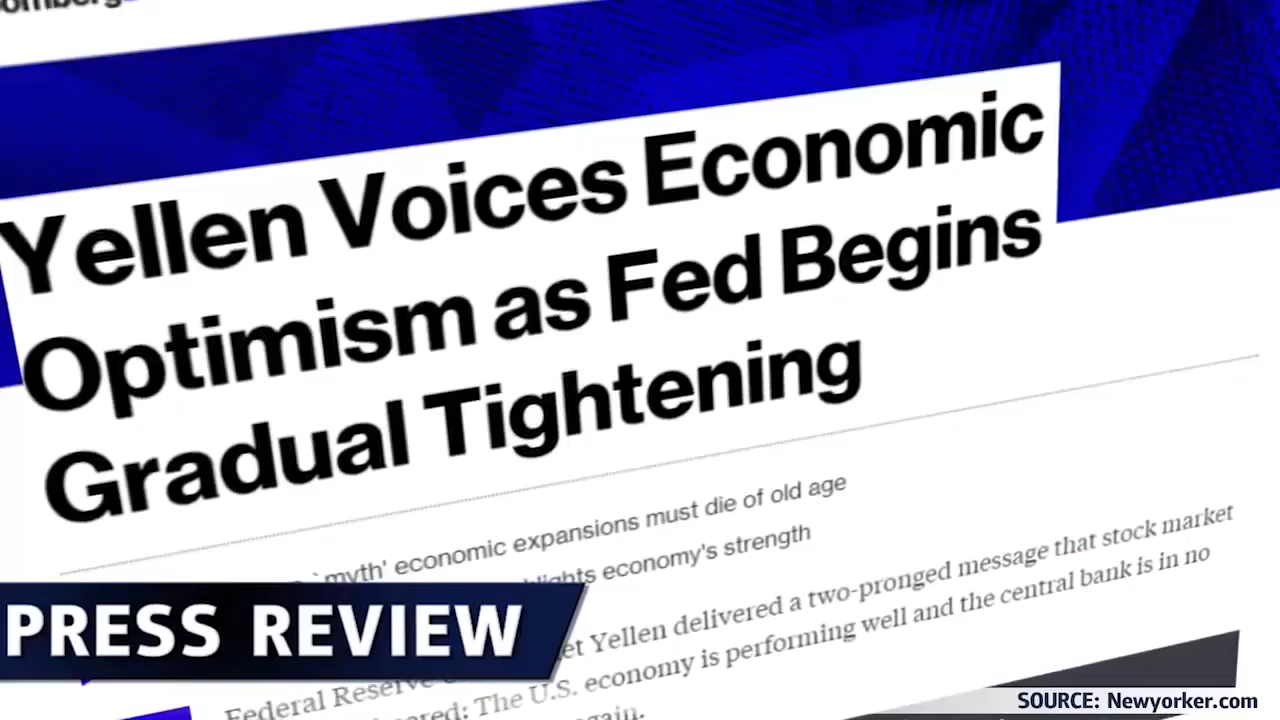 Yellen Voices Economic
Optimism as Fed Begins
Gradual Tightening
`myth' economic expansions must die of old age
economy's strength
Yellen delivered a two-pronged message that stock market
Federal Reserve
The U.S. economy is performing well and the central bank is in no
PRESS REVIEW
SOURCE: Newyorker.com